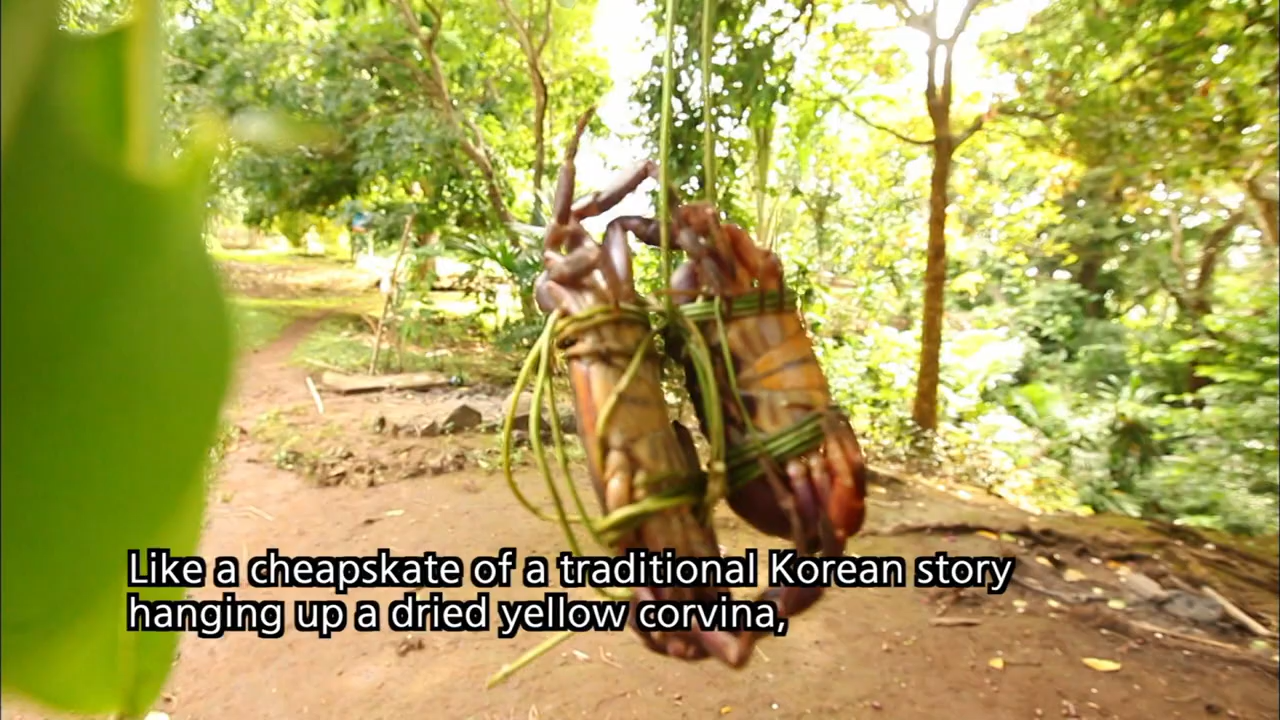 Like a cheapskate of a traditional Korean story
hanging up a dried yellow corvina,